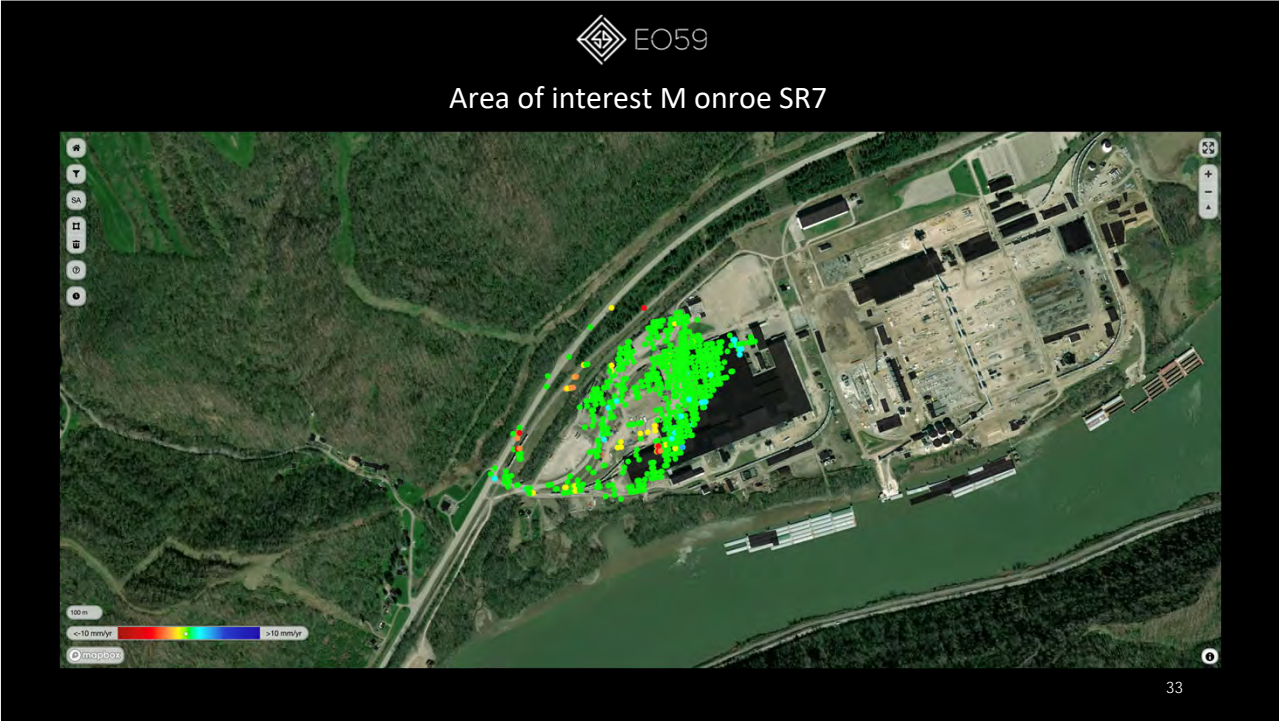 EO59
Area of interest M onroe SR7
SA
100 m
<-10 mm/yr
>10 mm/yr
mapbox
33